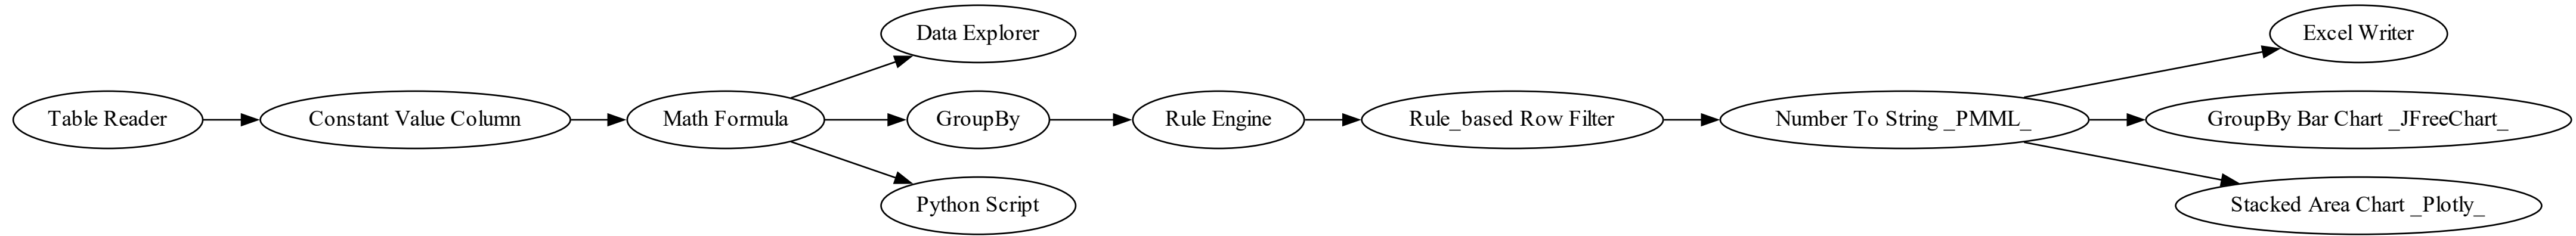 Table Reader
Constant Value Column
Math Formula
Data Explorer
GroupBy
Python Script
Rule Engine
Rule_based Row Filter
Number To String _PMML_
Excel Writer
GroupBy Bar Chart _JFreeChart_
Stacked Area Chart _Plotly_